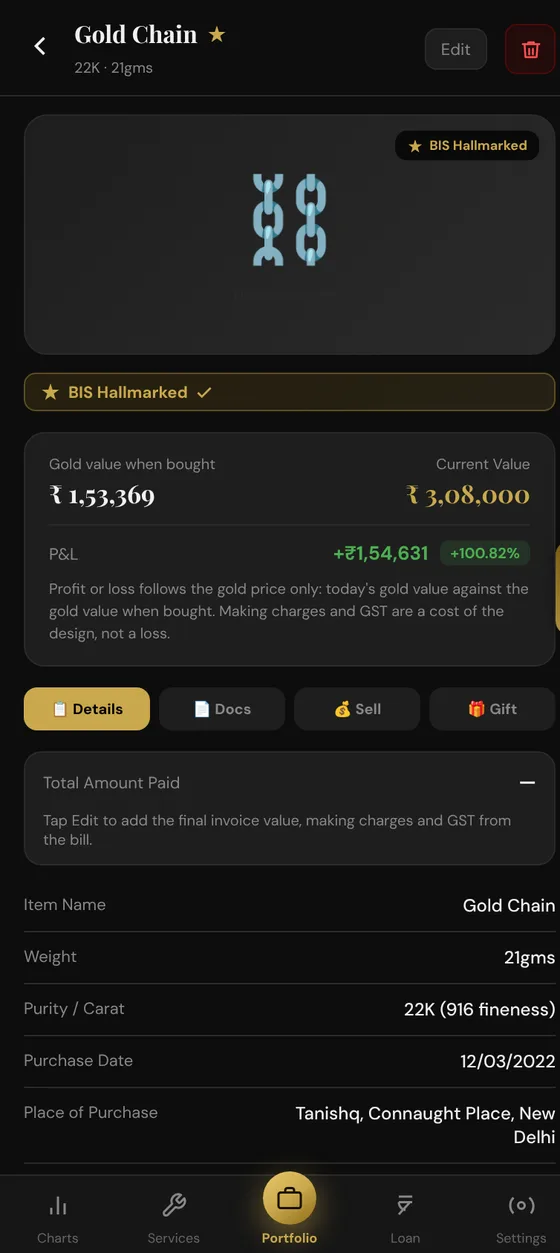 Gold Chain ★
22K · 21gms
Edit
★ BIS Hallmarked
★ BIS Hallmarked ✓
Gold value when bought
Current Value
₹ 1,53,369
₹ 3,08,000
P&L
+₹1,54,631
+100.82%
Profit or loss follows the gold price only: today's gold value against the
gold value when bought. Making charges and GST are a cost of the
design, not a loss.
📋 Details
📄 Docs
💰 Sell
🎁 Gift
Total Amount Paid
—
Tap Edit to add the final invoice value, making charges and GST from
the bill.
Item Name
Gold Chain
Weight
21gms
Purity / Carat
22K (916 fineness)
Purchase Date
12/03/2022
Place of Purchase
Tanishq, Connaught Place, New
Delhi
Charts
Services
Portfolio
Loan
Settings